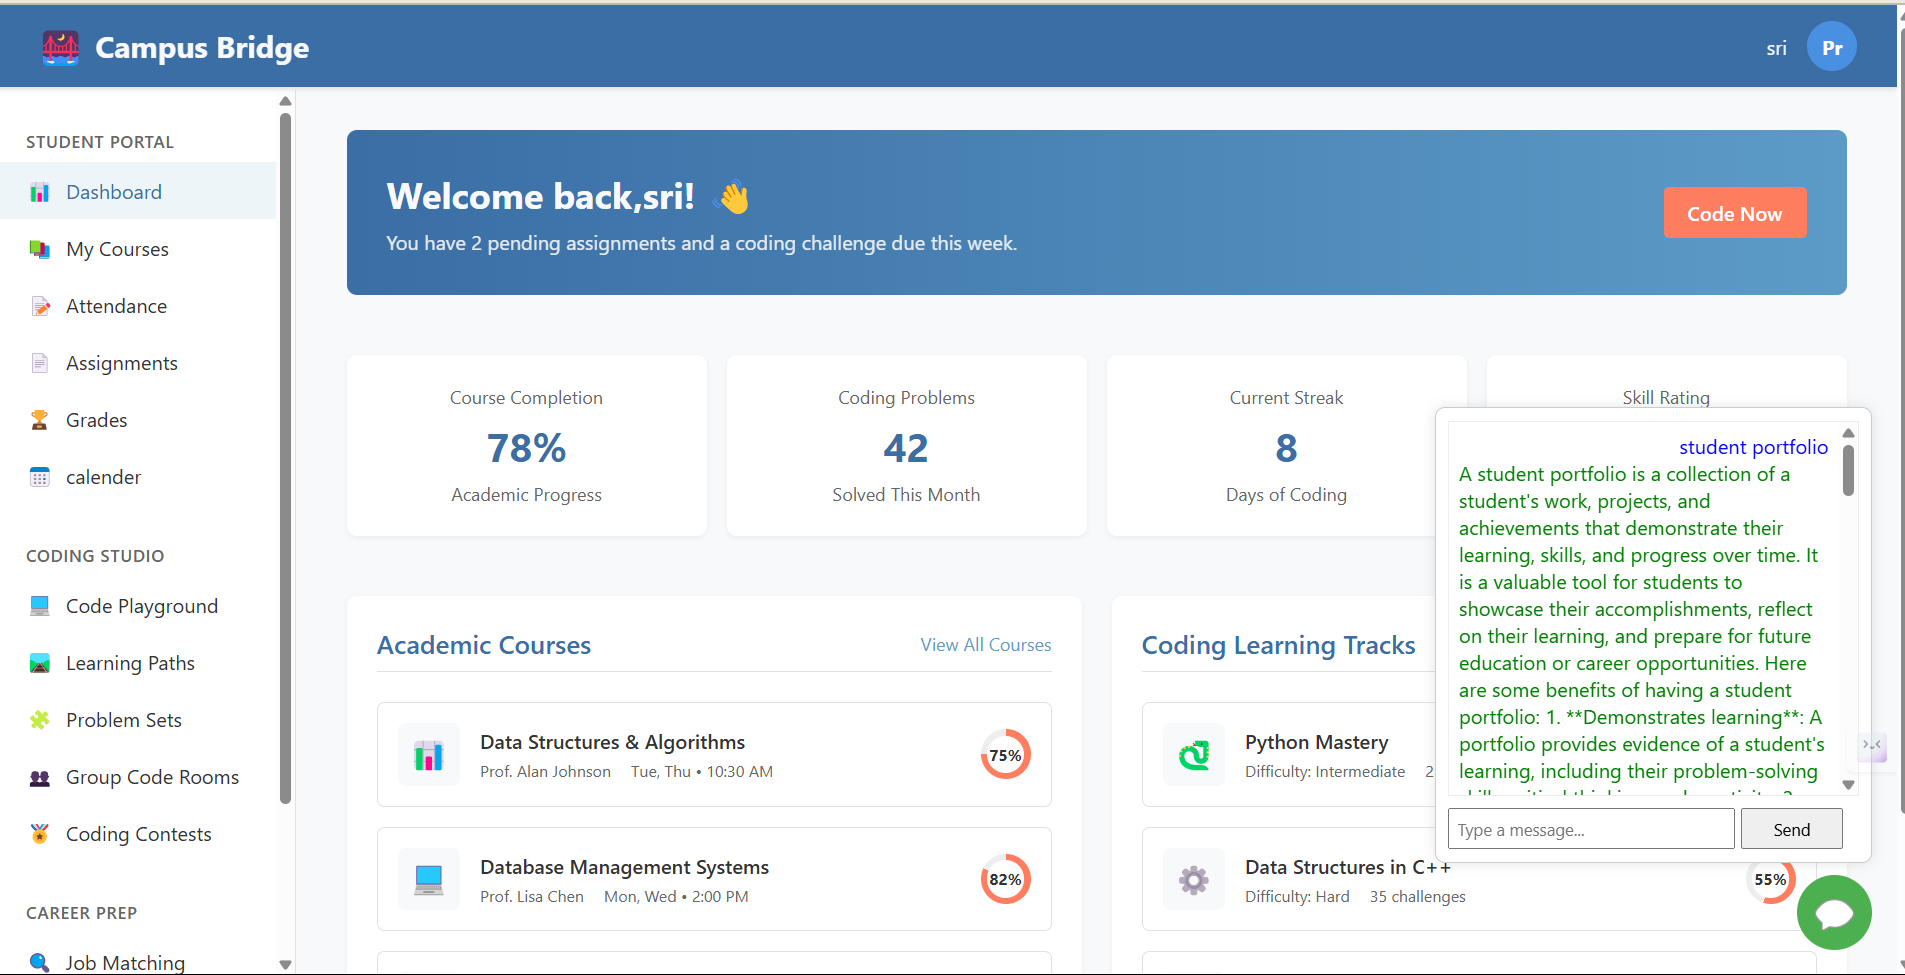 Campus Bridge
sri
Pr
STUDENT PORTAL
Dashboard
My Courses
Attendance
Assignments
Grades
calender
CODING STUDIO
Code Playground
Learning Paths
Problem Sets
Group Code Rooms
Coding Contests
CAREER PREP
Job Matching
Welcome back,sri! 👋
You have 2 pending assignments and a coding challenge due this week.
Code Now
Course Completion
78%
Academic Progress
Coding Problems
42
Solved This Month
Current Streak
8
Days of Coding
Skill Rating
Academic Courses
View All Courses
Data Structures & Algorithms
Prof. Alan Johnson Tue, Thu • 10:30 AM
75%
Database Management Systems
Prof. Lisa Chen Mon, Wed • 2:00 PM
82%
Coding Learning Tracks
Python Mastery
Difficulty: Intermediate 2
Data Structures in C++
Difficulty: Hard 35 challenges
55%
student portfolio
A student portfolio is a collection of a
student's work, projects, and
achievements that demonstrate their
learning, skills, and progress over time. It
is a valuable tool for students to
showcase their accomplishments, reflect
on their learning, and prepare for future
education or career opportunities. Here
are some benefits of having a student
portfolio: 1. **Demonstrates learning**: A
portfolio provides evidence of a student's
learning, including their problem-solving
Type a message...
Send